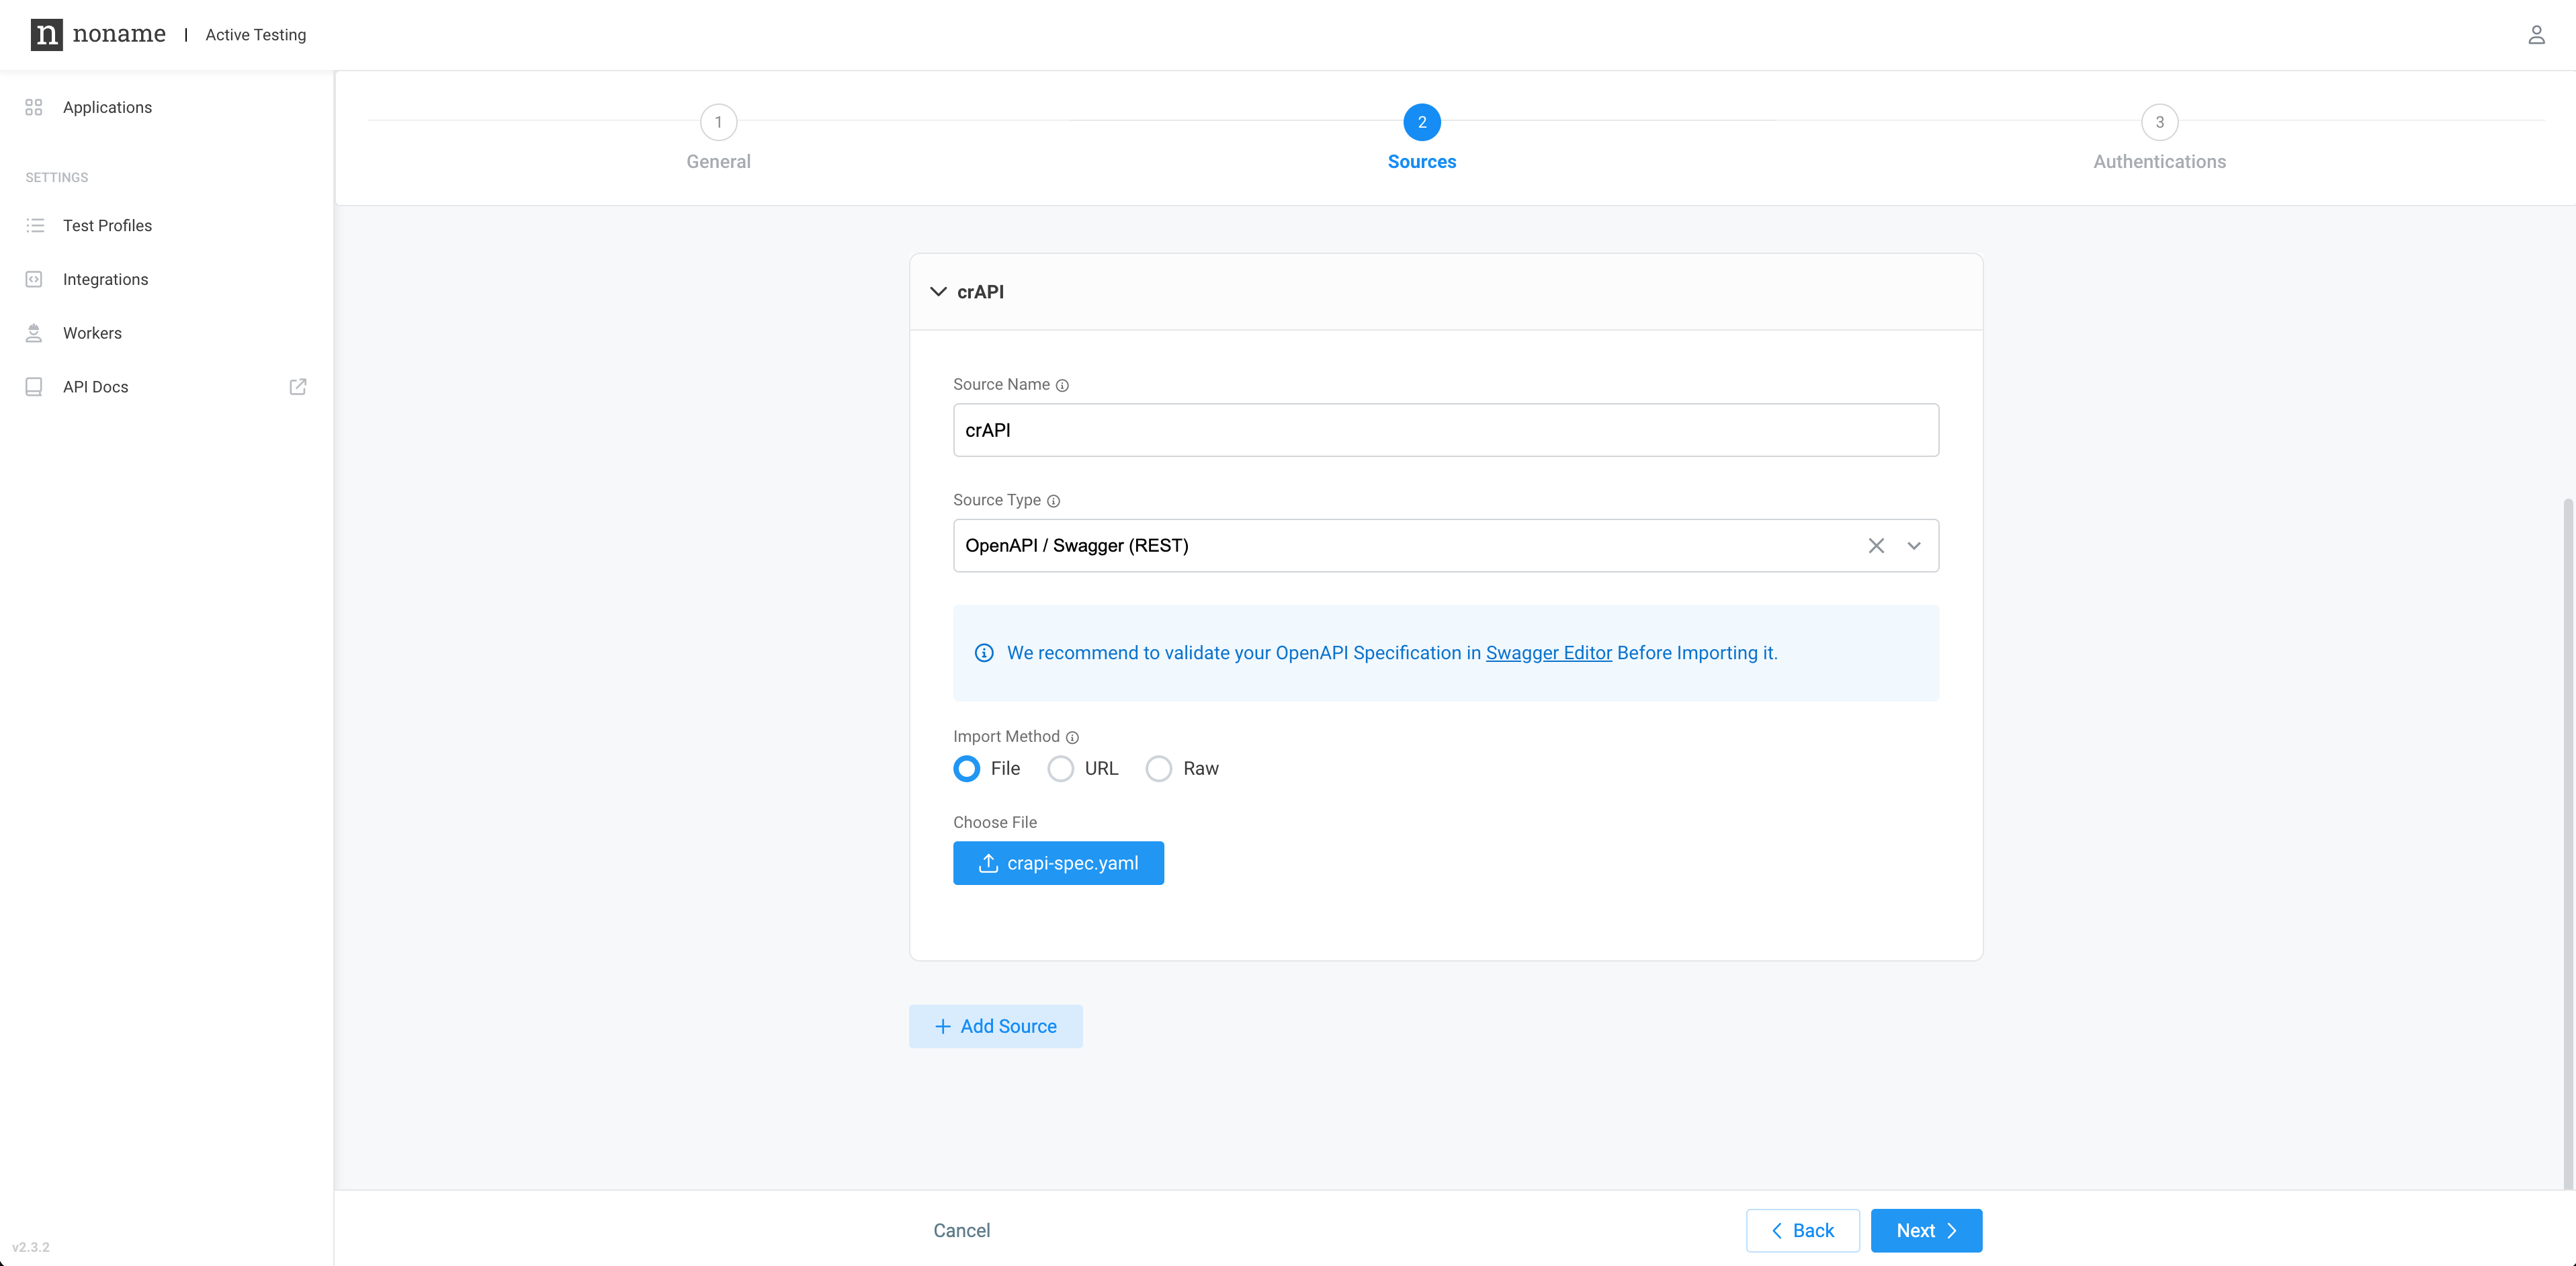 n noname | Active Testing
Applications
SETTINGS
Test Profiles
Integrations
Workers
API Docs
v2.3.2
1
General
2
Sources
3
Authentications
crAPI
Source Name
crAPI
Source Type
OpenAPI / Swagger (REST)
We recommend to validate your OpenAPI Specification in Swagger Editor Before Importing it.
Import Method
File URL Raw
Choose File
crapi-spec.yaml
+ Add Source
Cancel
Back
Next